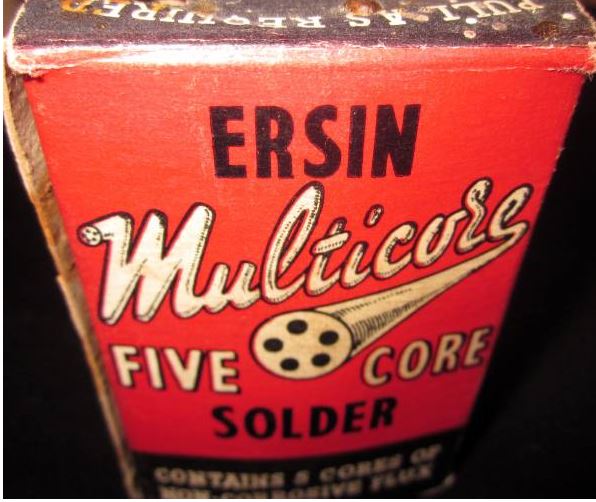 PULL AS REQUIRED
ERSIN
Multicore
FIVE CORE
SOLDER
CONTAINS 5 CORES OF
NON-CORROSIVE FLUX